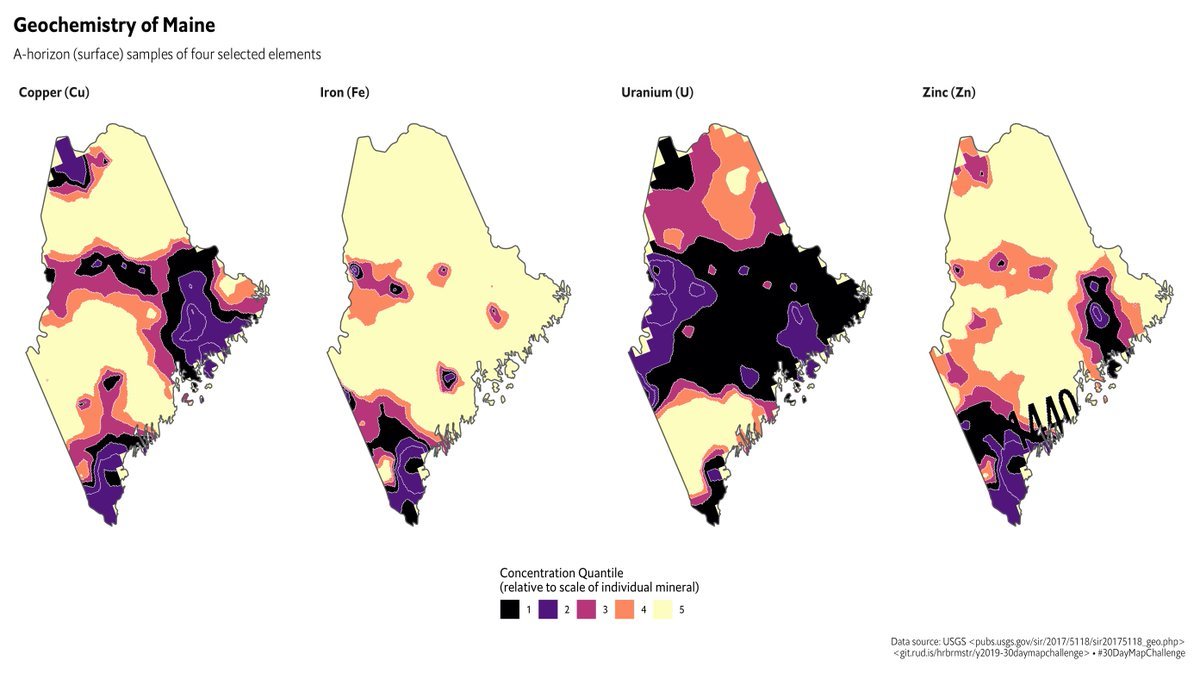 Geochemistry of Maine
A-horizon (surface) samples of four selected elements
Copper (Cu)
Iron (Fe)
Uranium (U)
Zinc (Zn)
1440
Concentration Quantile
(relative to scale of individual mineral)
1 2 3 4 5
Data source: USGS <pubs.usgs.gov/sir/2017/5118/sir20175118_geo.php>
<git.rud.is/hrbrmstr/y2019-30daymapchallenge> • #30DayMapChallenge